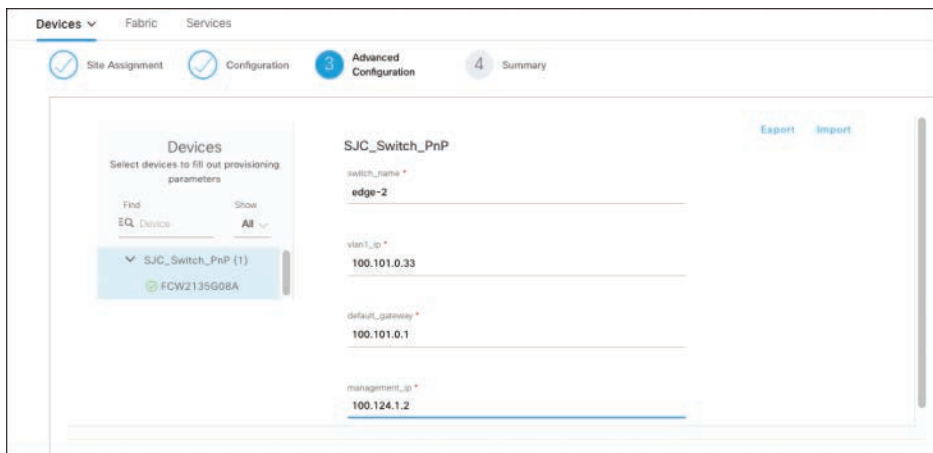 Devices Fabric Services
Site Assignment Configuration 3 Advanced Configuration 4 Summary
Export Import
Devices
Select devices to fill out provisioning
parameters
Find Show
Device All
SJC_Switch_PnP (1)
FCW2135G08A
SJC_Switch_PnP
switch_name *
edge-2
vlan1_ip *
100.101.0.33
default_gateway *
100.101.0.1
management_ip *
100.124.1.2